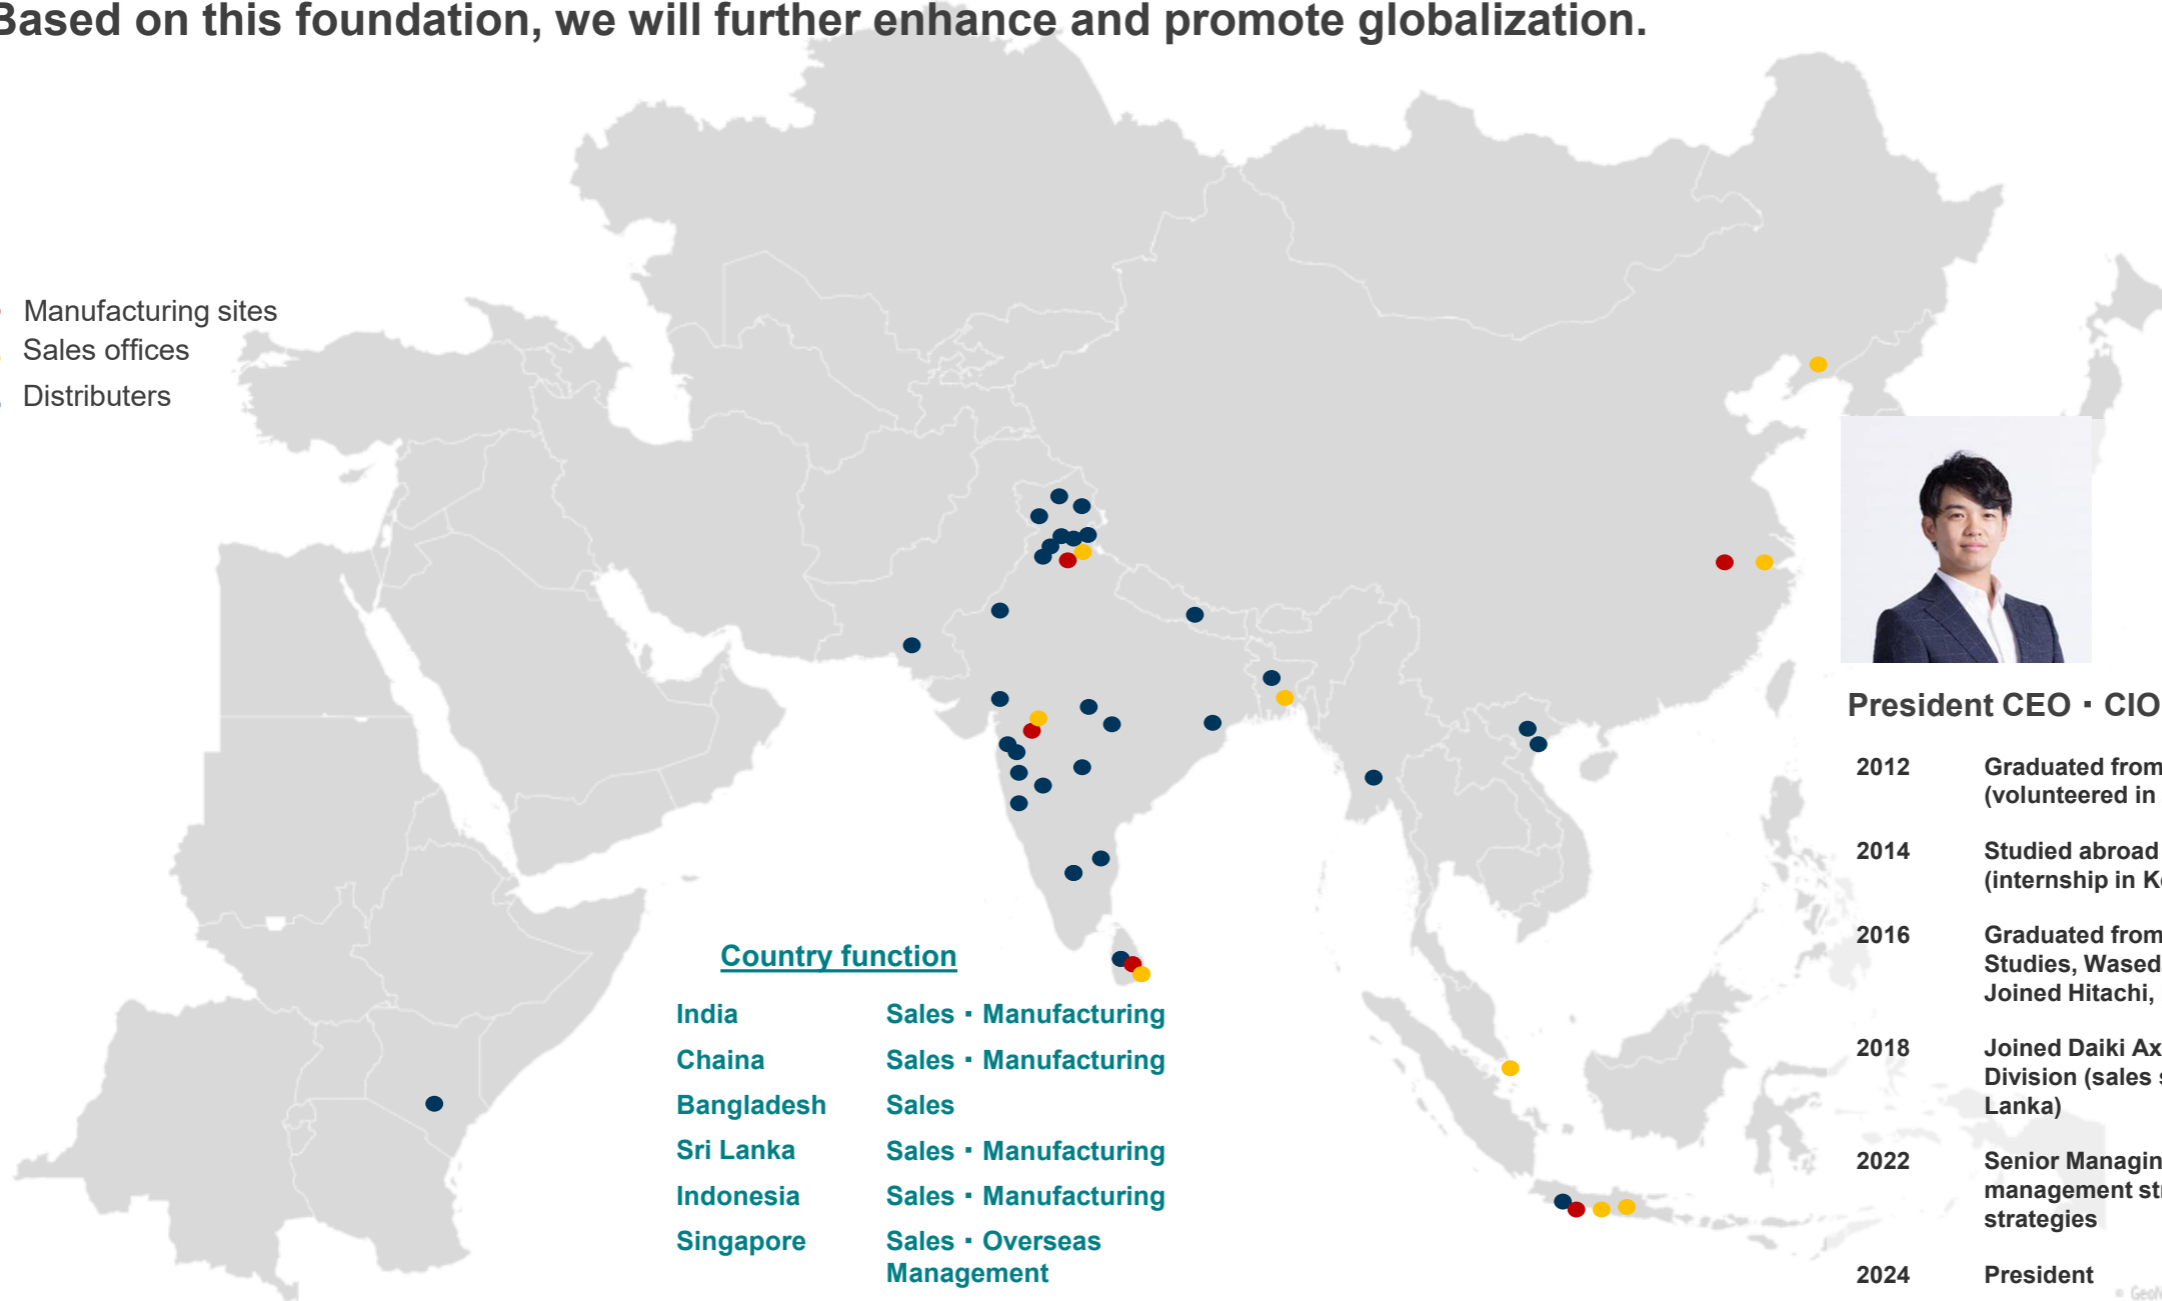 Based on this foundation, we will further enhance and promote globalization.
Manufacturing sites
Sales offices
Distributers
Country function
India Sales・Manufacturing
Chaina Sales・Manufacturing
Bangladesh Sales
Sri Lanka Sales・Manufacturing
Indonesia Sales・Manufacturing
Singapore Sales・Overseas
Management
President CEO・CIO
2012 Graduated from
(volunteered in
2014 Studied abroad
(internship in
2016 Graduated from
Studies,
Joined Hitachi,
2018 Joined Daiki
Division (sales
Lanka)
2022 Senior
management
strategies
2024 President
©